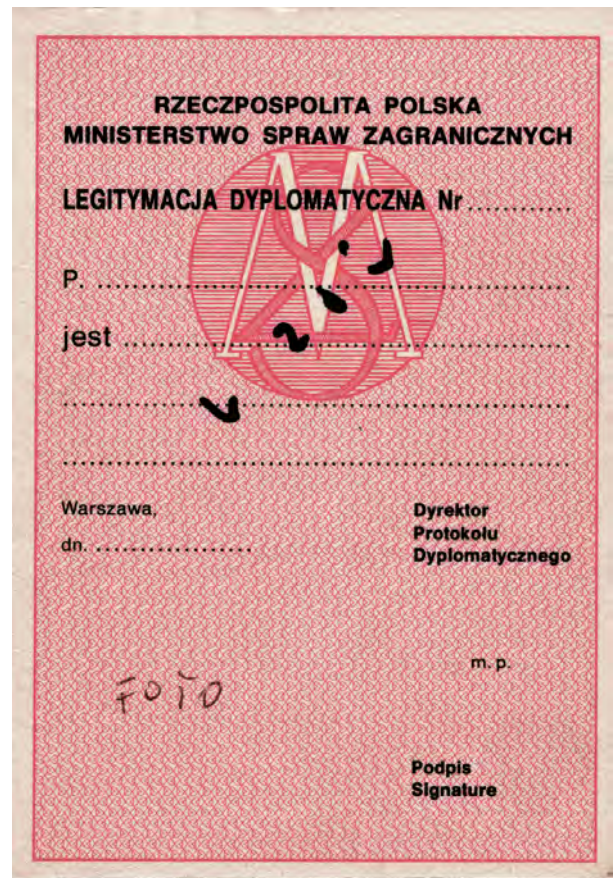 RZECZPOSPOLITA POLSKA
MINISTERSTWO SPRAW ZAGRANICZNYCH
LEGITYMACJA DYPLOMATYCZNA Nr ...........
P. ......................................................
jest ...................................................
..........................................................
..........................................................
Warszawa,
dn. ..................
Dyrektor
Protokołu
Dyplomatycznego
m. p.
FOTO
Podpis
Signature